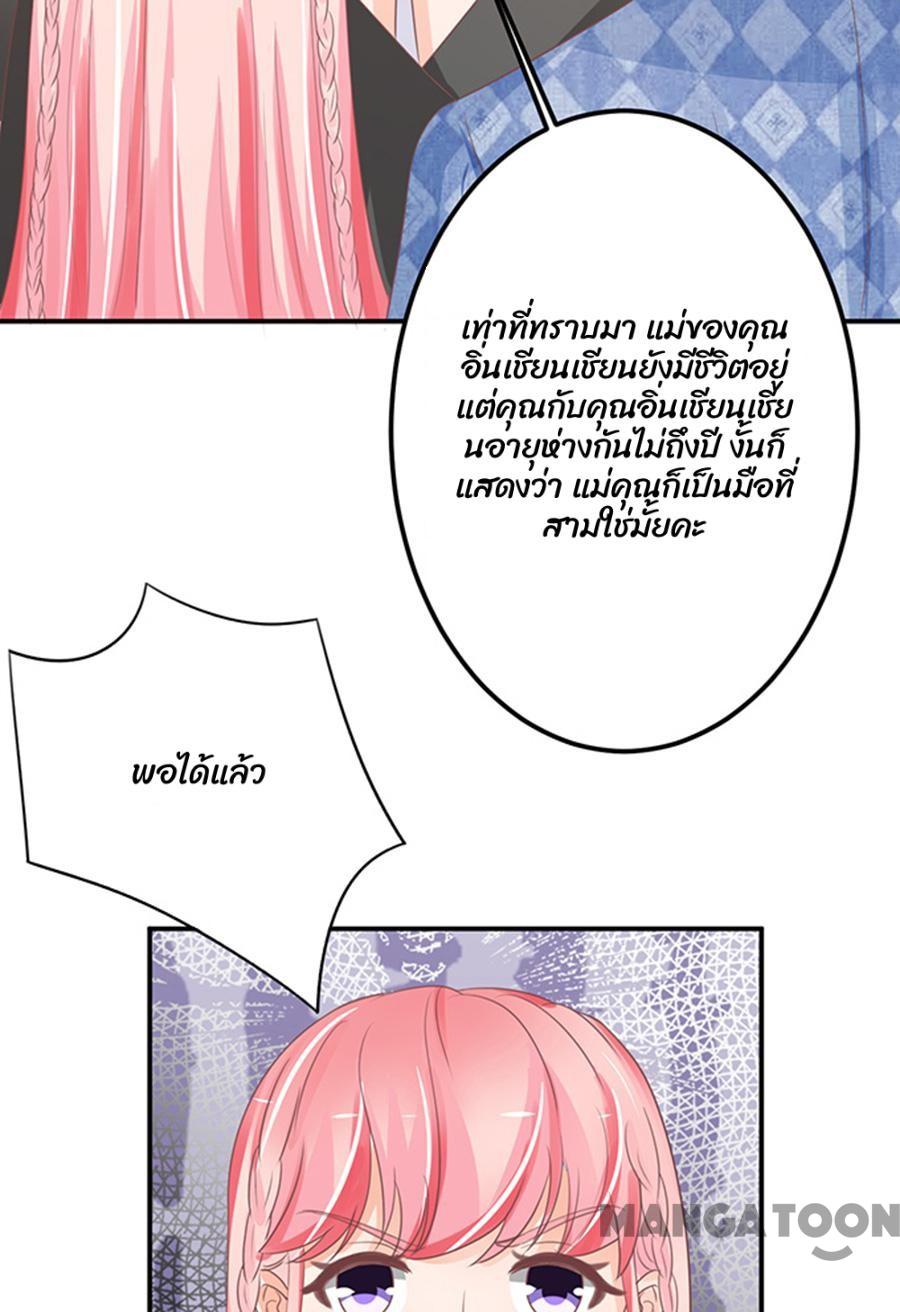 เท่าที่ทราบมา แม่ของคุณ
อิ๋นเชียนเชียนยังมีชีวิตอยู่
แต่คุณกับคุณอิ๋นเชียนเชีย
นอายุห่างกันไม่ถึงปี งั้นก็
แสดงว่า แม่คุณก็เป็นมือที่
สามใช่มั้ยคะ
พอได้แล้ว
MANGATOON